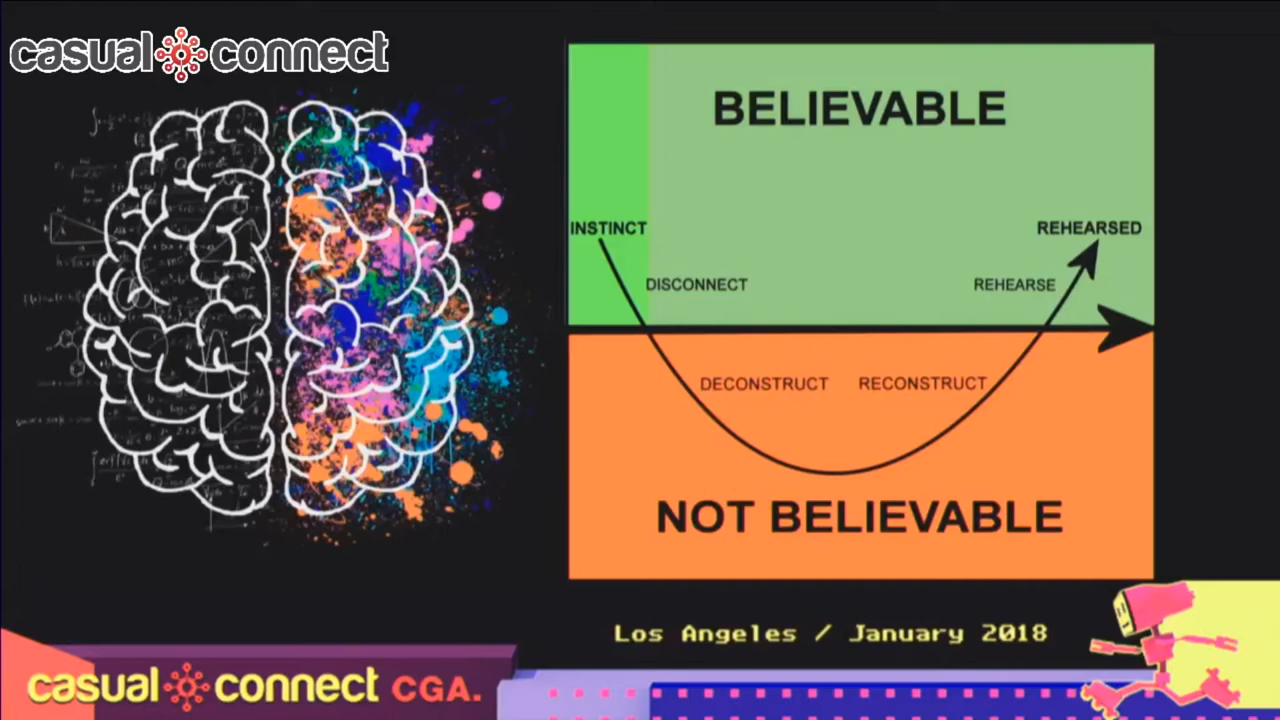 casual connect
BELIEVABLE
INSTINCT
REHEARSED
DISCONNECT
REHEARSE
DECONSTRUCT
RECONSTRUCT
NOT BELIEVABLE
Los Angeles / January 2018
casual connect CGA.